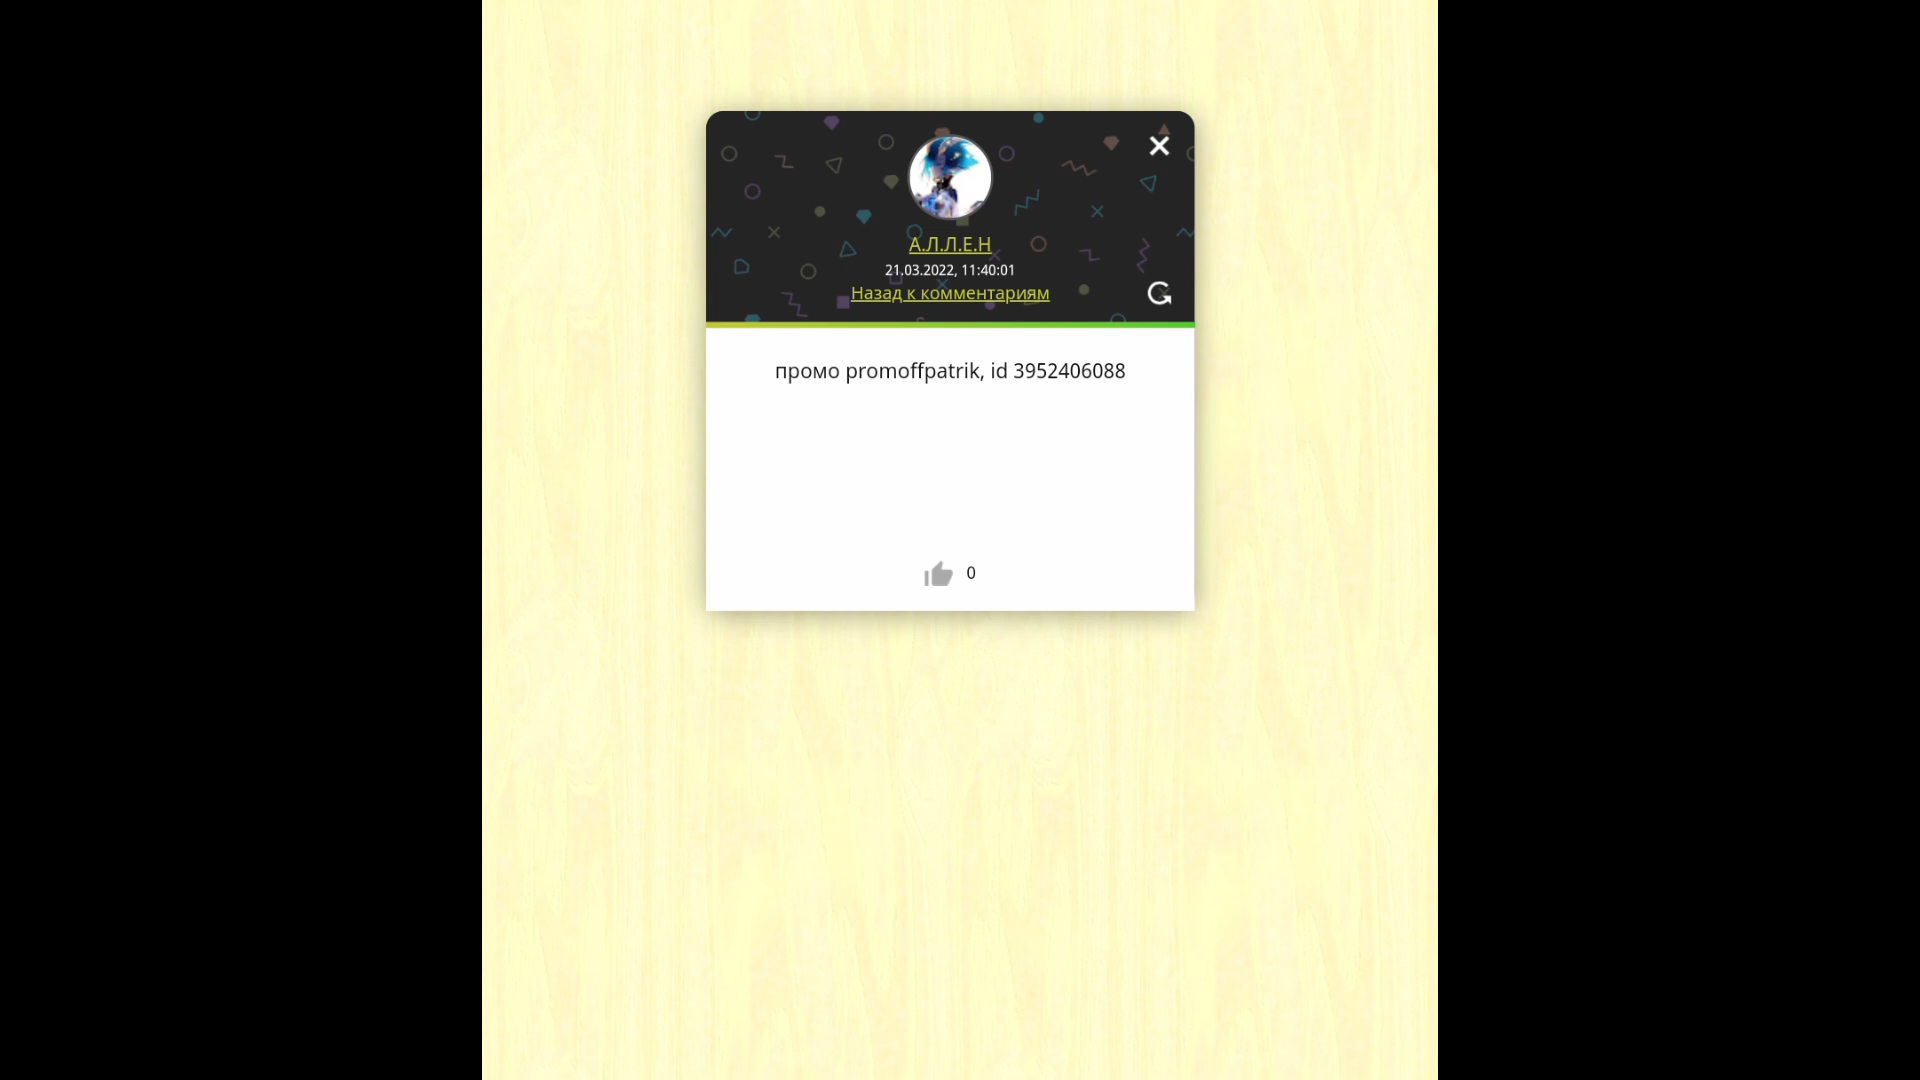 А.Л.Л.Е.Н
21.03.2022, 11:40:01
Назад к комментариям
промо promoffpatrik, id 3952406088
0